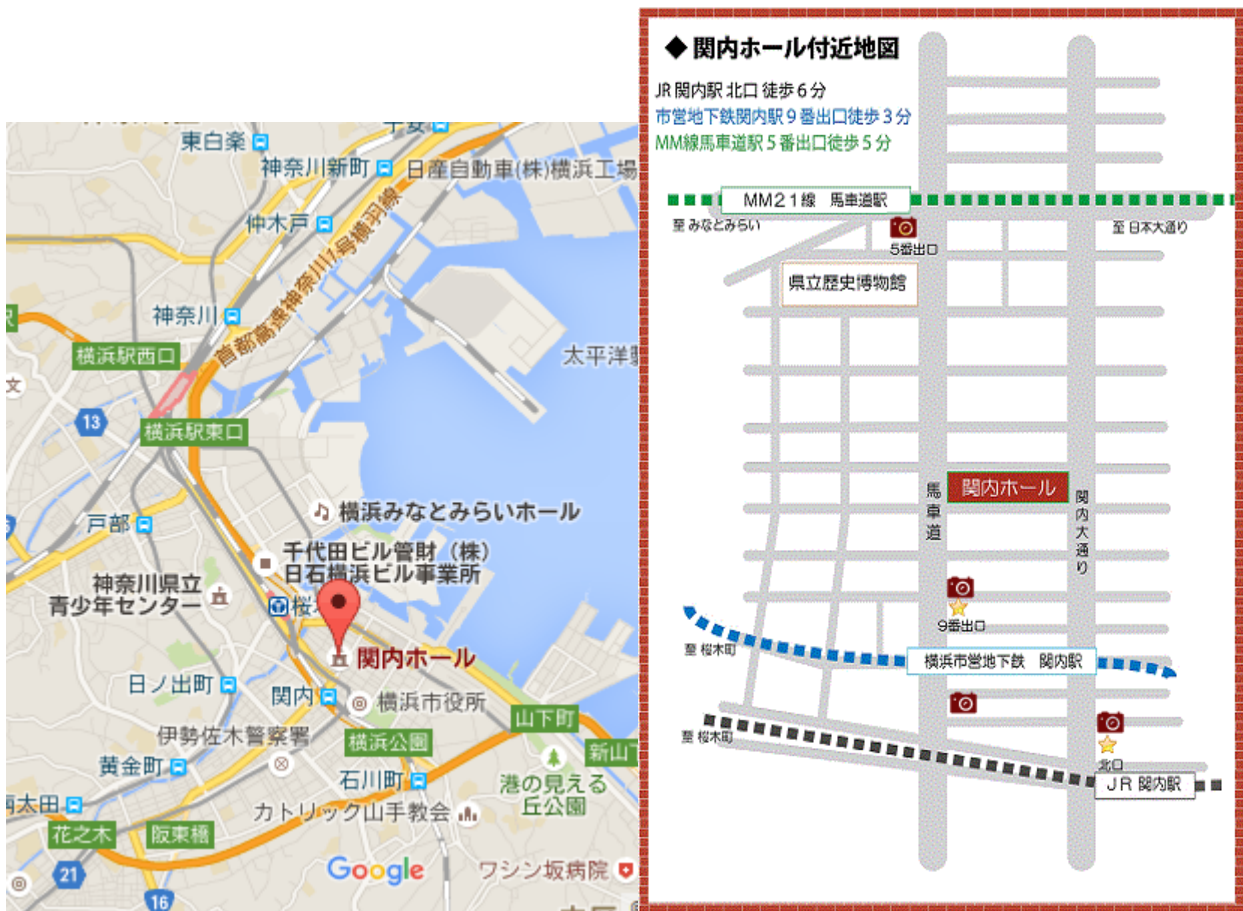 東白楽
子安
神奈川新町
日産自動車(株)横浜工場
仲木戸
首都高速神奈川1号横羽線
神奈川
横浜駅西口
太平洋
13
横浜駅東口
横浜みなとみらいホール
戸部
千代田ビル管財（株）
日石横浜ビル事業所
神奈川県立
青少年センター
桜
関内ホール
日ノ出町
関内
横浜市役所
山下町
伊勢佐木警察署
横浜公園
新山下
黄金町
石川町
港の見える
丘公園
南太田
カトリック山手教会
花之木
阪東橋
21
Google
ワシン坂病院
16
◆ 関内ホール付近地図
JR 関内駅 北口 徒歩 6 分
市営地下鉄関内駅 9 番出口徒歩 3 分
MM線馬車道駅 5 番出口徒歩 5 分
MM２１線　馬車道駅
至 みなとみらい
至 日本大通り
5番出口
県立歴史博物館
関内ホール
馬車道
関内大通り
9番出口
至 桜木町
横浜市営地下鉄　関内駅
至 桜木町
北口
JR 関内駅